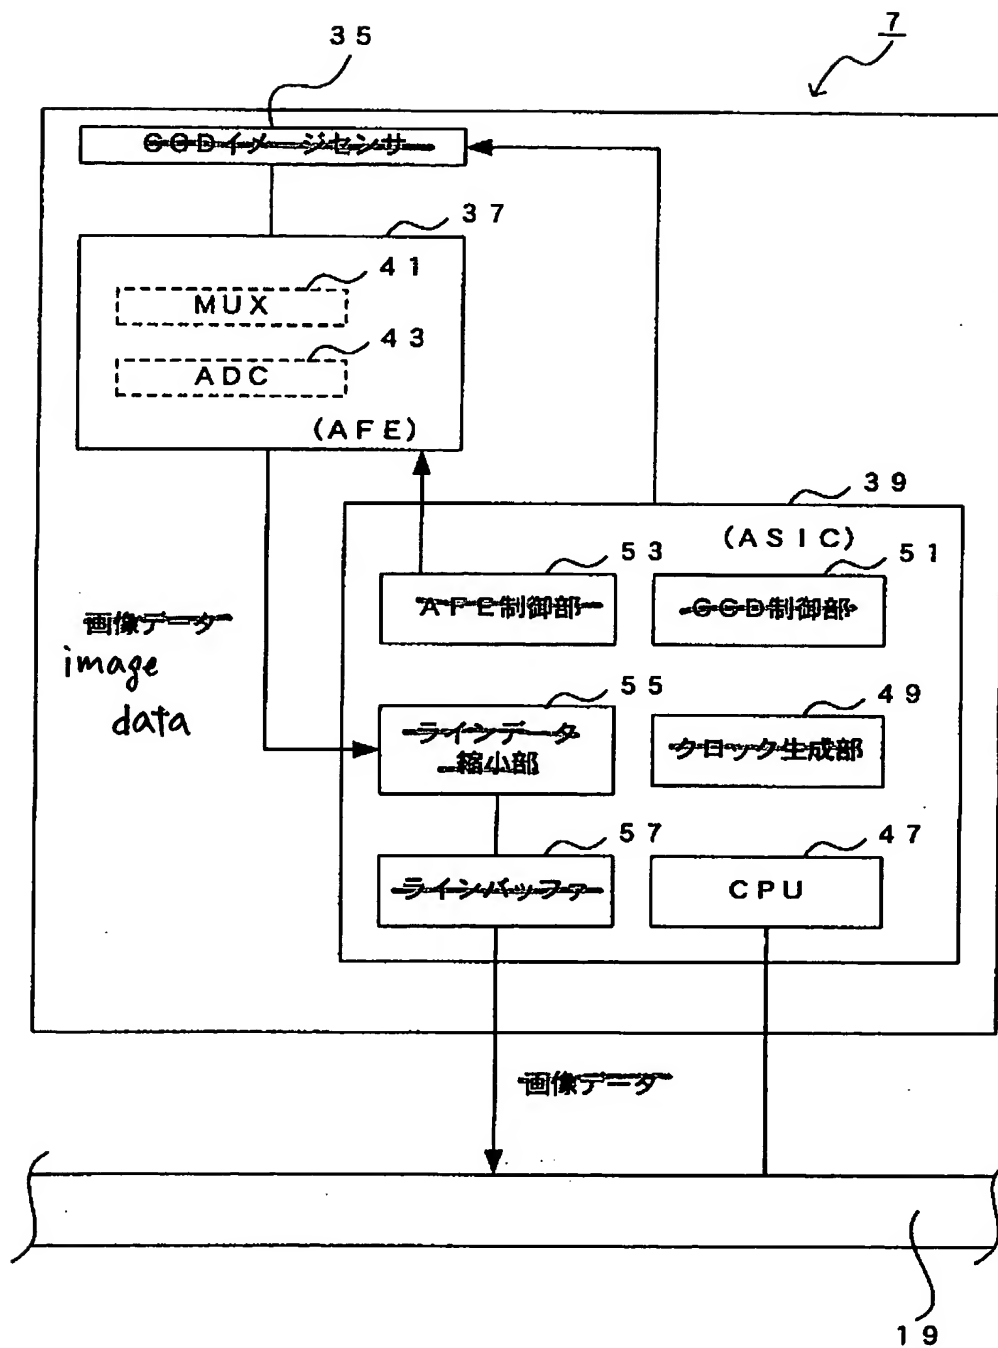 7
35
CCDイメージセンサ
37
41
MUX
43
ADC
(AFE)
39
(ASIC)
53
51
AFE制御部
CCD制御部
画像データ
image
data
55
49
ラインデータ
縮小部
クロック生成部
57
47
ラインバッファ
CPU
画像データ
19